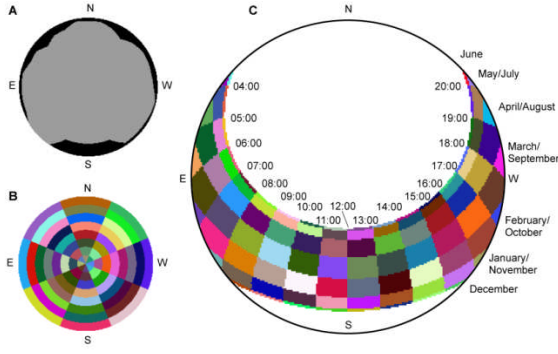 A
N
E
W
S
B
N
E
W
S
C
N
June
May/July
April/August
March/
September
E
W
February/
October
January/
November
December
S
04:00
05:00
06:00
07:00
08:00
09:00
10:00
11:00
12:00
13:00
14:00
15:00
16:00
17:00
18:00
19:00
20:00